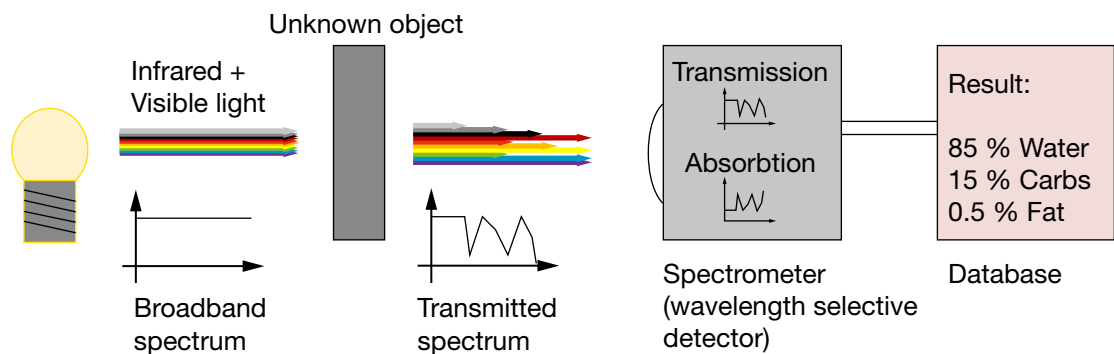 Unknown object
Infrared +
Visible light
Broadband
spectrum
Transmitted
spectrum
Transmission
Absorbtion
Spectrometer
(wavelength selective
detector)
Result:
85 % Water
15 % Carbs
0.5 % Fat
Database